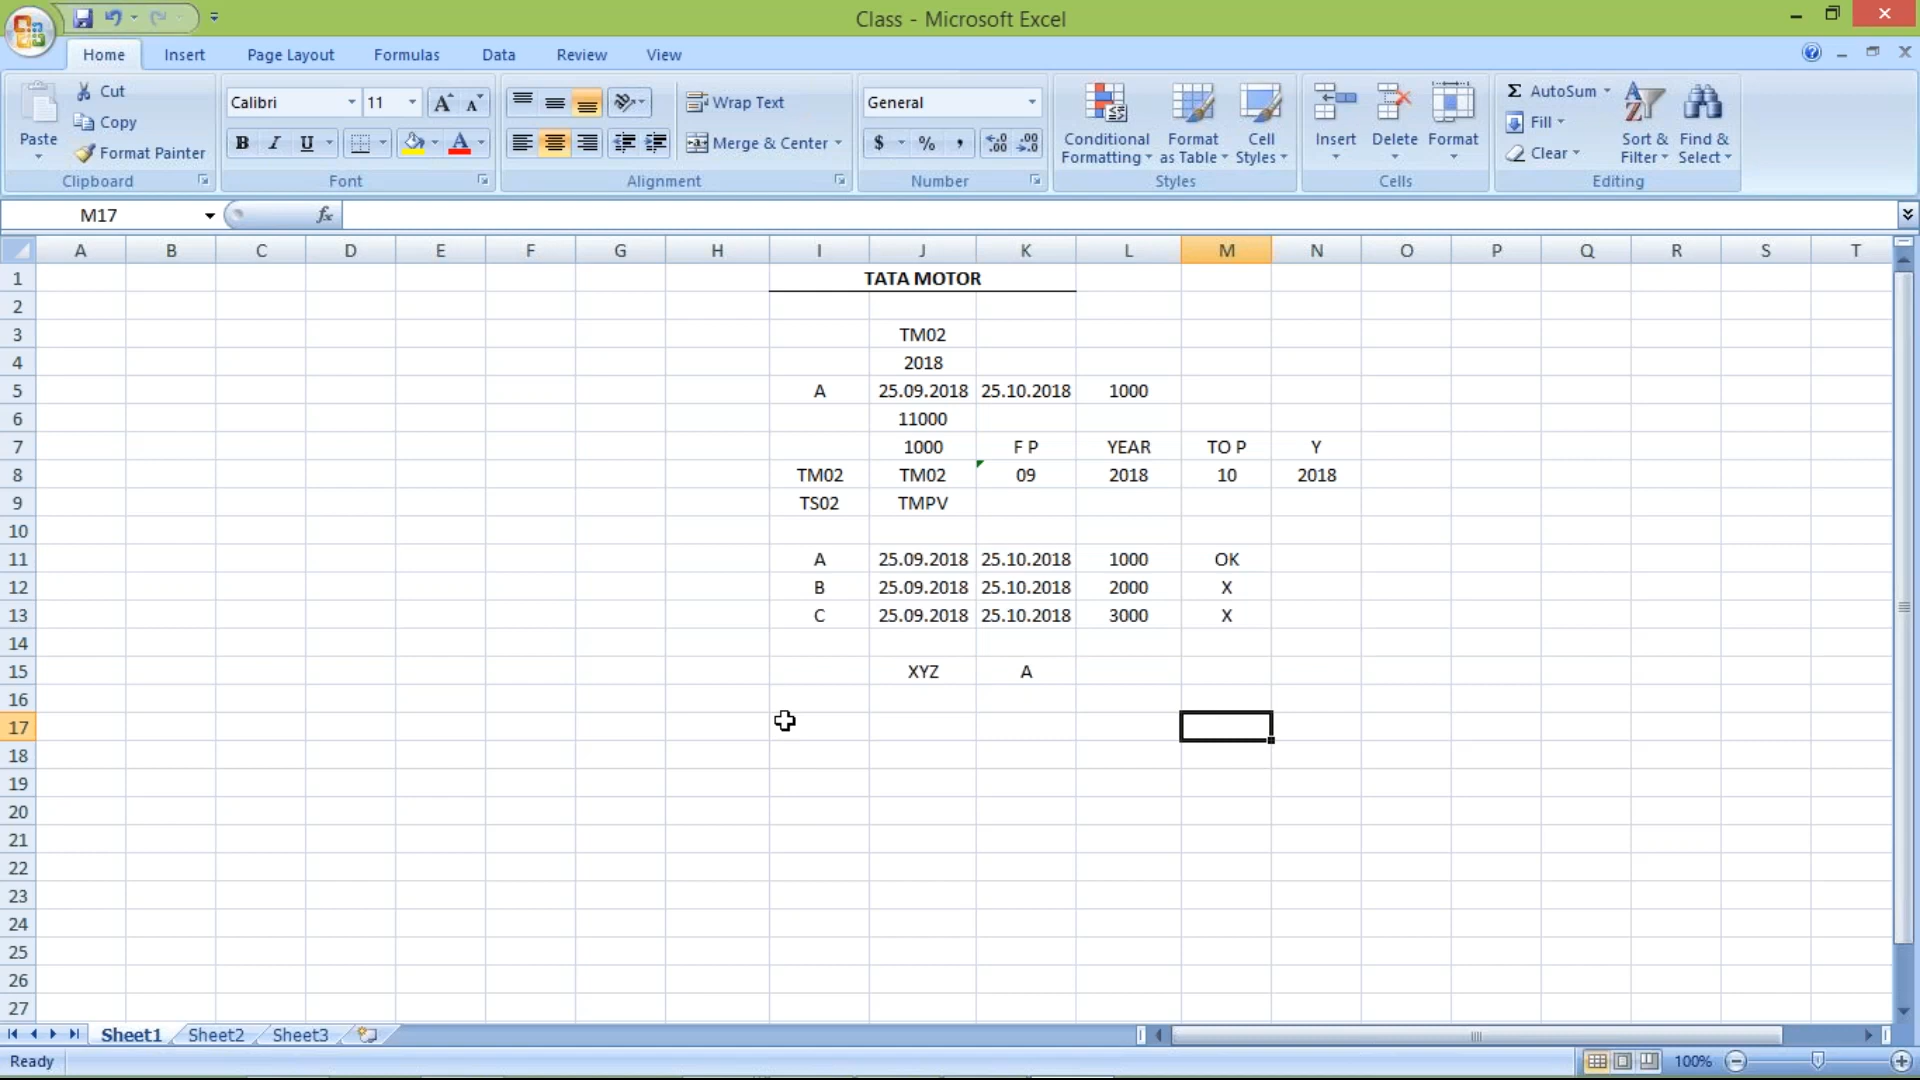 Class - Microsoft Excel
Home Insert Page Layout Formulas Data Review View
Paste Cut Copy Format Painter Clipboard
Calibri 11 B I U A Font
Wrap Text Merge & Center Alignment
General $ % , Number
Conditional Formatting Format as Table Cell Styles Styles
Insert Delete Format Cells
Σ AutoSum Fill Clear Sort & Filter Find & Select Editing
M17 fx
A B C D E F G H I J K L M N O P Q R S T
1 TATA MOTOR
2
3 TM02
4 2018
5 A 25.09.2018 25.10.2018 1000
6 11000
7 1000 F P YEAR TO P Y
8 TM02 TM02 09 2018 10 2018
9 TS02 TMPV
10
11 A 25.09.2018 25.10.2018 1000 OK
12 B 25.09.2018 25.10.2018 2000 X
13 C 25.09.2018 25.10.2018 3000 X
14
15 XYZ A
16
17
18
19
20
21
22
23
24
25
26
27
Sheet1 Sheet2 Sheet3
Ready 100%